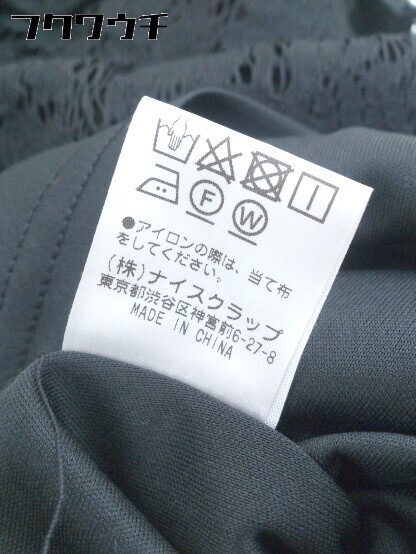 フクワウチ
F W
●アイロンの際は、当て布
をしてください。
(株)ナイスクラップ
東京都渋谷区神宮前6-27-8
MADE IN CHINA